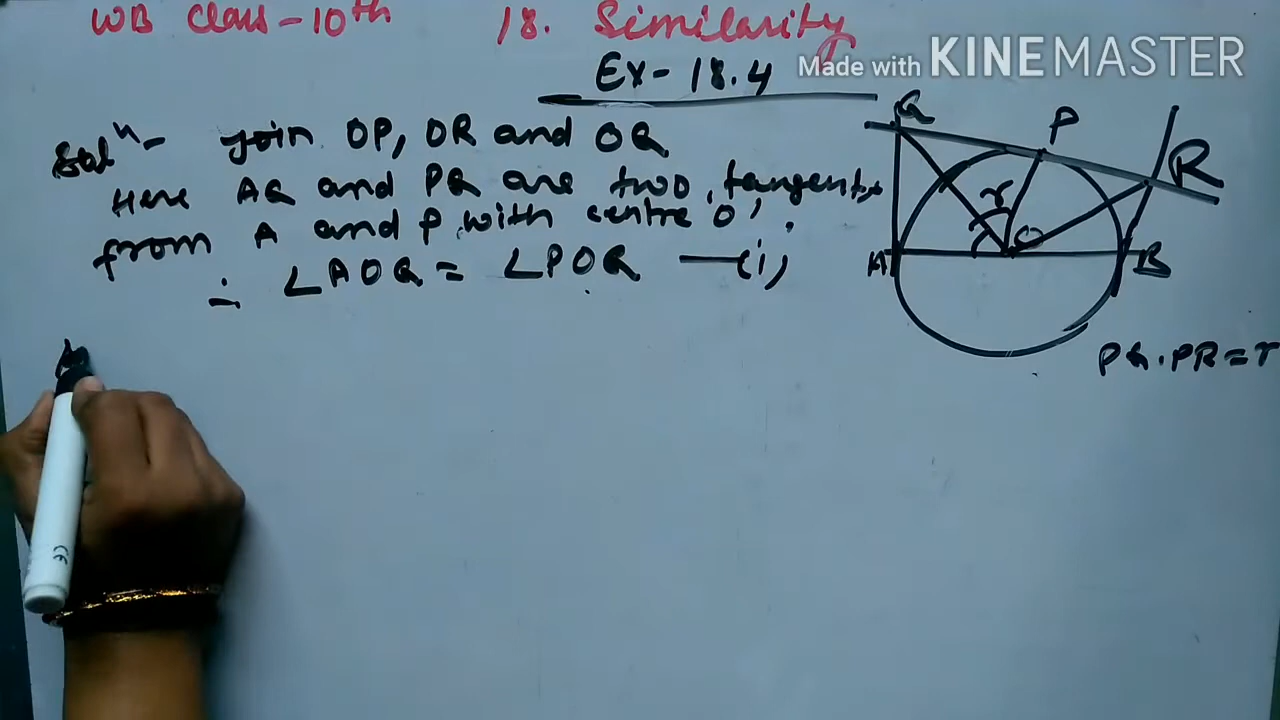 WB Class-10th 18. Similarity
Ex-18.4
Made with KINEMASTER
Solⁿ- Join OP, OR and OQ
Here AQ and PQ are two tangents
from A and P with centre 'O'.
∴ ∠AOQ = ∠POQ —(i)
Q
P
R
r
O
A
B
PQ.PR=r